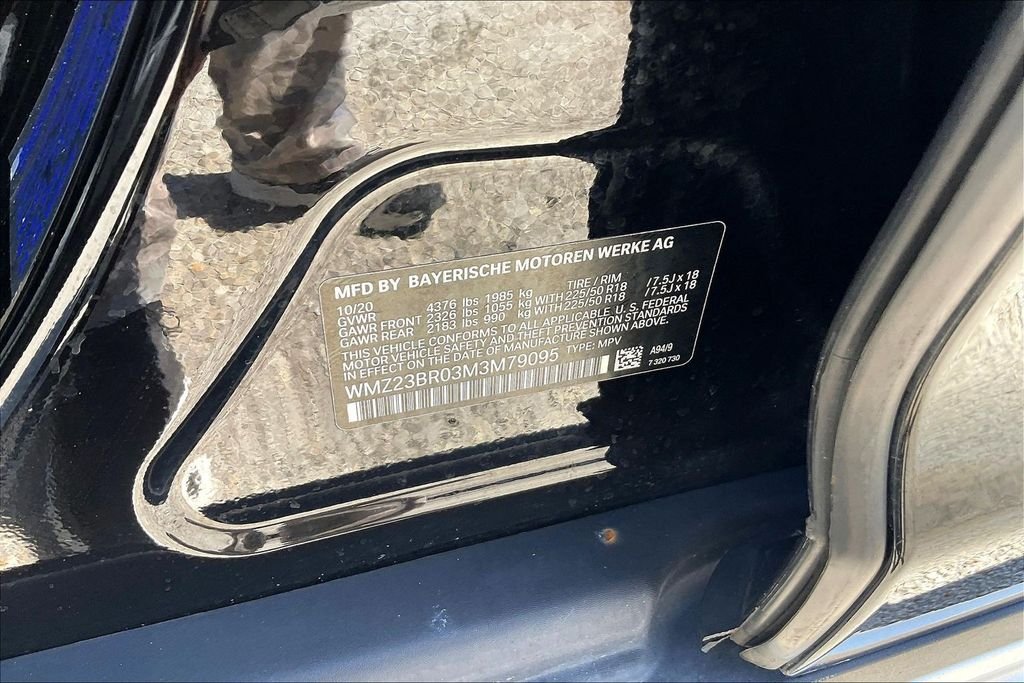 MFD BY BAYERISCHE MOTOREN WERKE AG
10/20 TIRE / RIM
GVWR 4376 lbs 1985 kg
GAWR FRONT 2326 lbs 1055 kg WITH 225/50 R18 /7.5J x 18
GAWR REAR 2183 lbs 990 kg WITH 225/50 R18 /7.5J x 18
THIS VEHICLE CONFORMS TO ALL APPLICABLE U. S. FEDERAL
MOTOR VEHICLE SAFETY AND THEFT PREVENTION STANDARDS
IN EFFECT ON THE DATE OF MANUFACTURE SHOWN ABOVE.
WMZ23BR03M3M79095 TYPE: MPV
A94/9
7 320 730